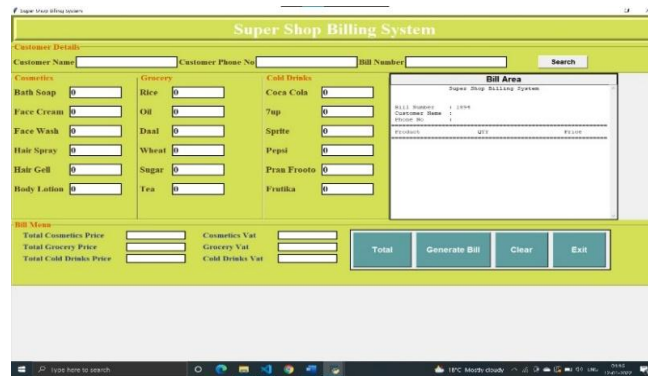 Super Shop Billing System
Super Shop Billing System
Customer Details
Customer Name Customer Phone No Bill Number Search
Cosmetics Grocery Cold Drinks Bill Area
Bath Soap 0 Rice 0 Coca Cola 0
Face Cream 0 Oil 0 7up 0
Face Wash 0 Daal 0 Sprite 0
Hair Spray 0 Wheat 0 Pepsi 0
Hair Gell 0 Sugar 0 Pran Frooto 0
Body Lotion 0 Tea 0 Frutika 0
Super Shop Billing System
Bill Number : 1894
Customer Name :
Phone No :
Product QTY Price
Bill Menu
Total Cosmetics Price Cosmetics Vat
Total Grocery Price Grocery Vat
Total Cold Drinks Price Cold Drinks Vat
Total Generate Bill Clear Exit
Type here to search
18°C Mostly cloudy ENG